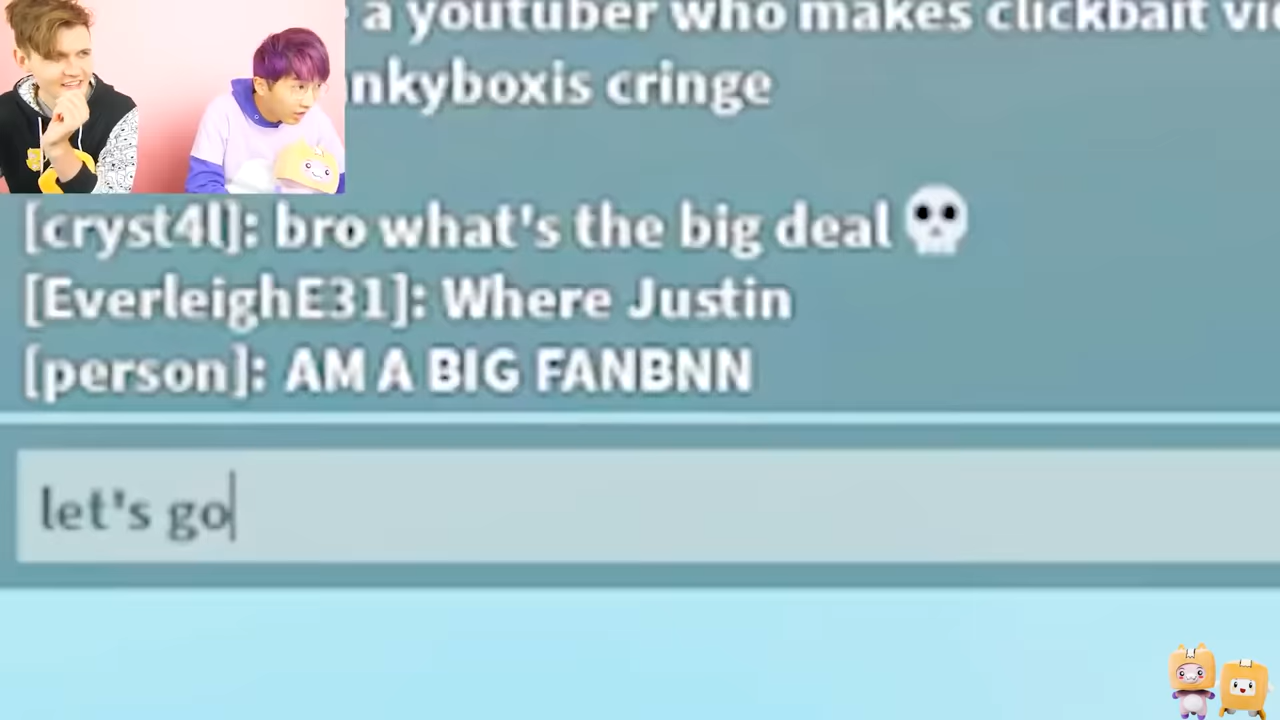 a youtuber who makes clickbait
nkyboxis cringe
[cryst4l]: bro what's the big deal💀
[EverleighE31]: Where Justin
[person]: AM A BIG FANBNN
let's go